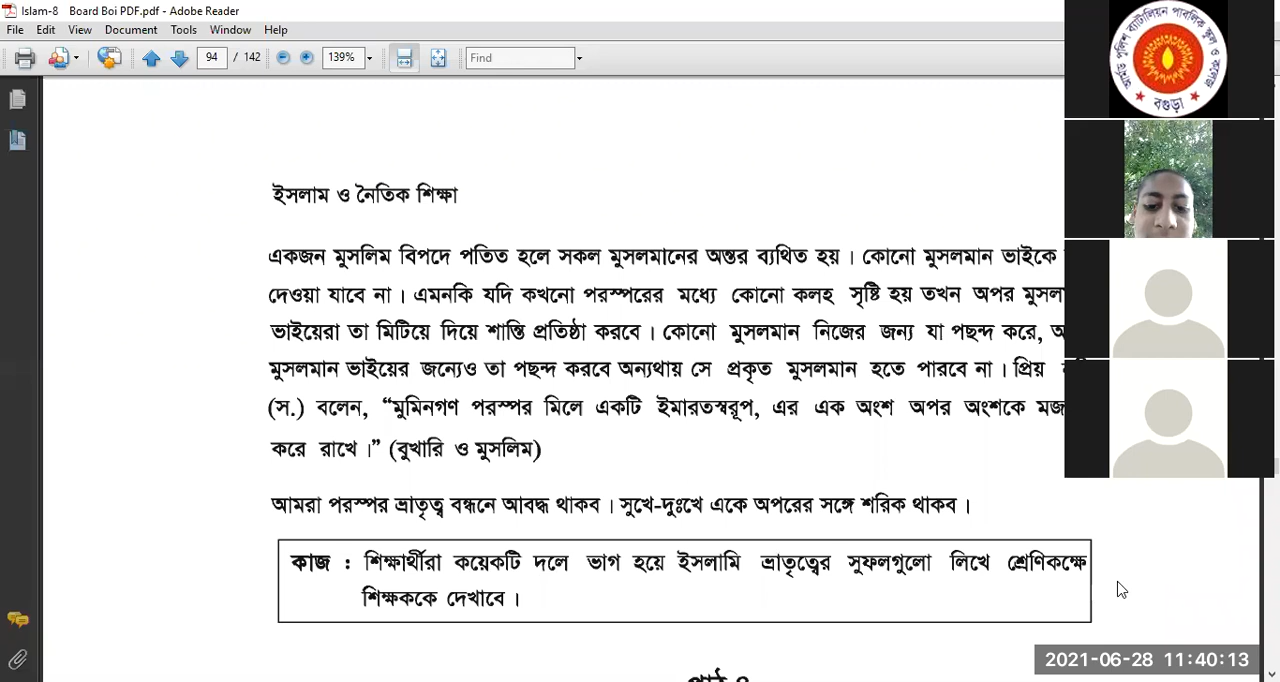 Islam-8 Board Boi PDF.pdf - Adobe Reader
File Edit View Document Tools Window Help
94 / 142 139% Find
ইসলাম ও নৈতিক শিক্ষা
একজন মুসলিম বিপদে পতিত হলে সকল মুসলমানের অন্তর ব্যথিত হয়। কোনো মুসলমান ভাইকে
দেওয়া যাবে না। এমনকি যদি কখনো পরস্পরের মধ্যে কোনো কলহ সৃষ্টি হয় তখন অপর
ভাইয়েরা তা মিটিয়ে দিয়ে শান্তি প্রতিষ্ঠা করবে। কোনো মুসলমান নিজের জন্য যা পছন্দ করে,
মুসলমান ভাইয়ের জন্যেও তা পছন্দ করবে অন্যথায় সে প্রকৃত মুসলমান হতে পারবে না। প্রিয়
(স.) বলেন, “মুমিনগণ পরস্পর মিলে একটি ইমারতস্বরূপ, এর এক অংশ অপর অংশকে
করে রাখে।” (বুখারি ও মুসলিম)
আমরা পরস্পর ভ্রাতৃত্ব বন্ধনে আবদ্ধ থাকব। সুখে-দুঃখে একে অপরের সঙ্গে শরিক থাকব।
কাজ : শিক্ষার্থীরা কয়েকটি দলে ভাগ হয়ে ইসলামি ভ্রাতৃত্বের সুফলগুলো লিখে শ্রেণিকক্ষে
শিক্ষককে দেখাবে।
পুলিশ ব্যাটালিয়ন পাবলিক স্কুল ও কলেজ
বগুড়া
2021-06-28 11:40:13